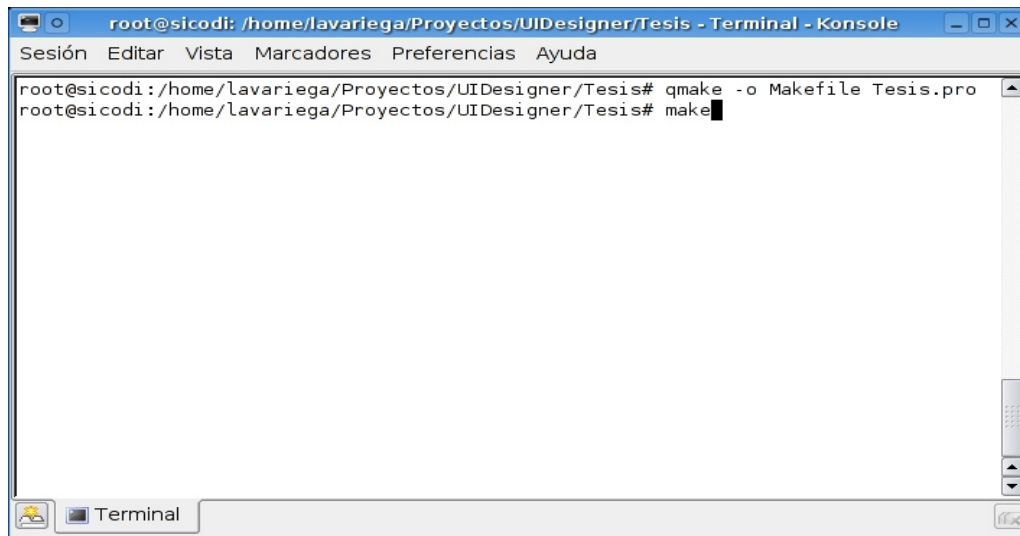 root@sicodi: /home/lavariega/Proyectos/UIDesigner/Tesis - Terminal - Konsole
Sesión Editar Vista Marcadores Preferencias Ayuda
root@sicodi:/home/lavariega/Proyectos/UIDesigner/Tesis# qmake -o Makefile Tesis.pro
root@sicodi:/home/lavariega/Proyectos/UIDesigner/Tesis# make
Terminal